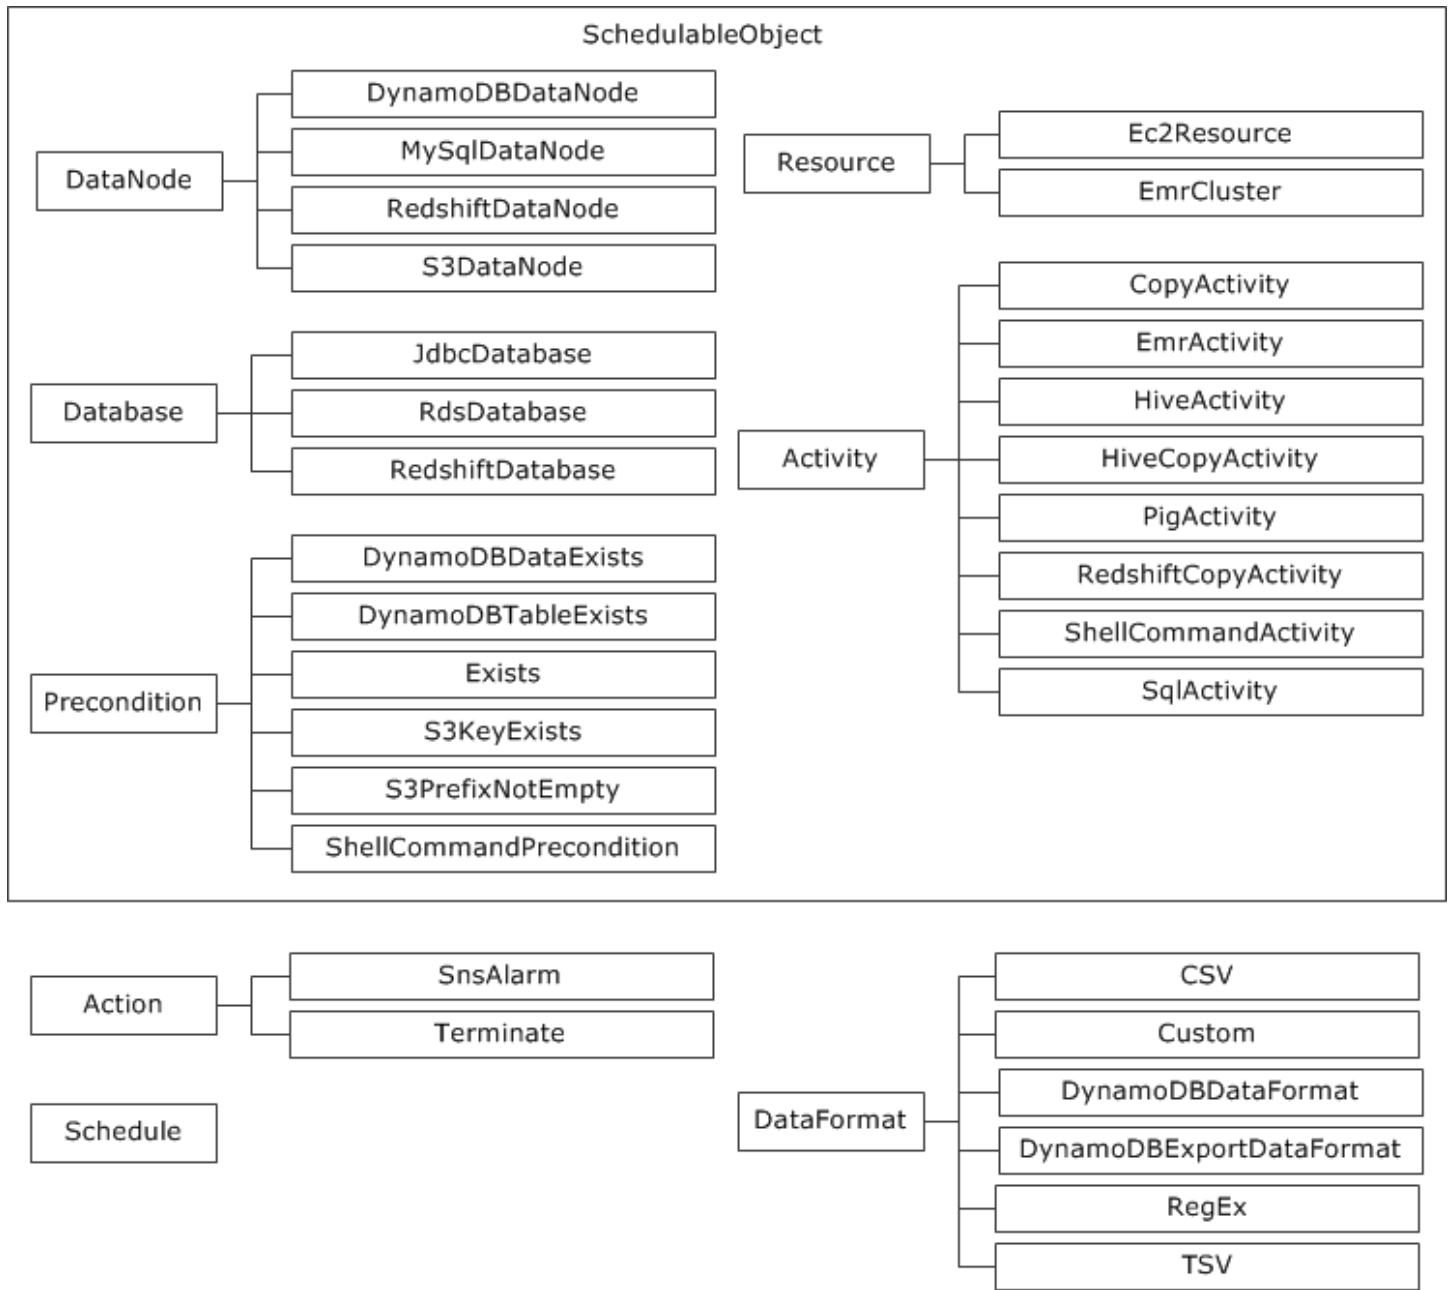 SchedulableObject
DataNode
DynamoDBDataNode
MySqlDataNode
RedshiftDataNode
S3DataNode
Database
JdbcDatabase
RdsDatabase
RedshiftDatabase
Precondition
DynamoDBDataExists
DynamoDBTableExists
Exists
S3KeyExists
S3PrefixNotEmpty
ShellCommandPrecondition
Resource
Ec2Resource
EmrCluster
Activity
CopyActivity
EmrActivity
HiveActivity
HiveCopyActivity
PigActivity
RedshiftCopyActivity
ShellCommandActivity
SqlActivity
Action
SnsAlarm
Terminate
Schedule
DataFormat
CSV
Custom
DynamoDBDataFormat
DynamoDBExportDataFormat
RegEx
TSV